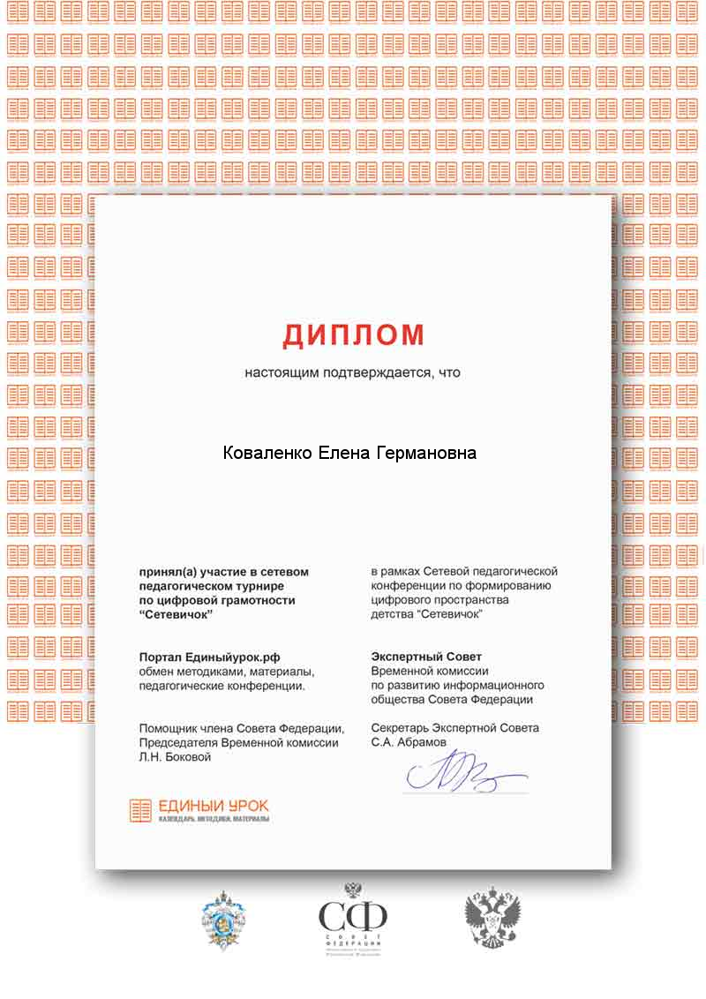 ДИПЛОМ
настоящим подтверждается, что
Коваленко Елена Германовна
принял(а) участие в сетевом
педагогическом турнире
по цифровой грамотности
“Сетевичок”
в рамках Сетевой педагогической
конференции по формированию
цифрового пространства
детства “Сетевичок”
Портал Единыйурок.рф
обмен методиками, материалы,
педагогические конференции.
Экспертный Совет
Временной комиссии
по развитию информационного
общества Совета Федерации
Помощник члена Совета Федерации,
Председателя Временной комиссии
Л.Н. Боковой
Секретарь Экспертной Совета
С.А. Абрамов
ЕДИНЫЙ УРОК
КАЛЕНДАРЬ, МЕТОДИКИ, МАТЕРИАЛЫ
СФ
СОВЕТ
ФЕДЕРАЦИИ